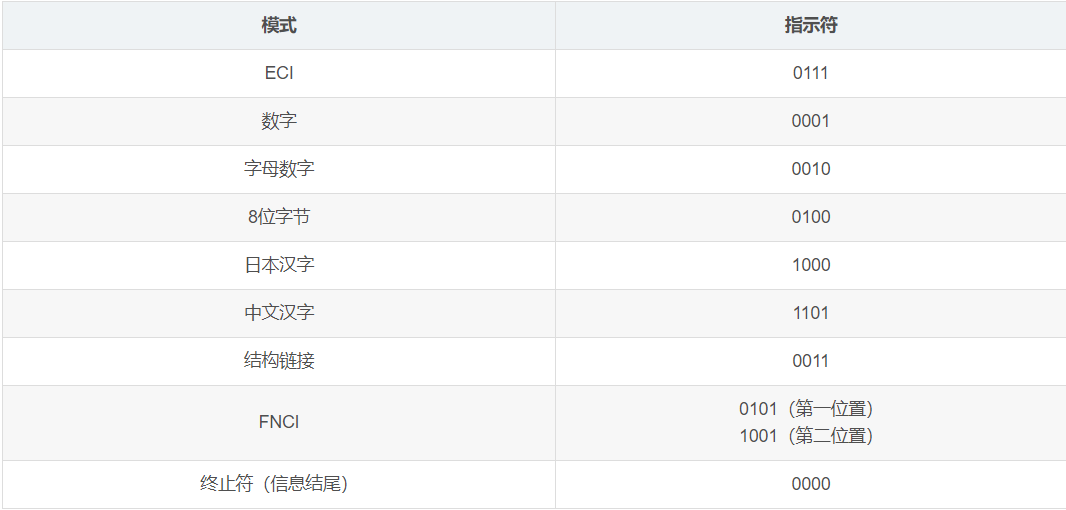 模式 指示符
ECI 0111
数字 0001
字母数字 0010
8位字节 0100
日本汉字 1000
中文汉字 1101
结构链接 0011
FNCI 0101（第一位置）
1001（第二位置）
终止符（信息结尾） 0000